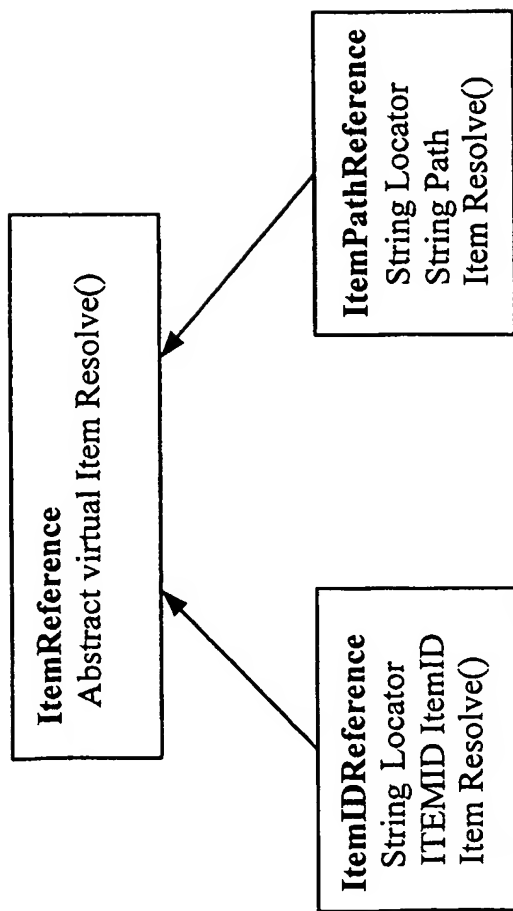 ItemReference
Abstract virtual Item Resolve()
ItemIDReference
String Locator
ITEMID ItemID
Item Resolve()
ItemPathReference
String Locator
String Path
Item Resolve()